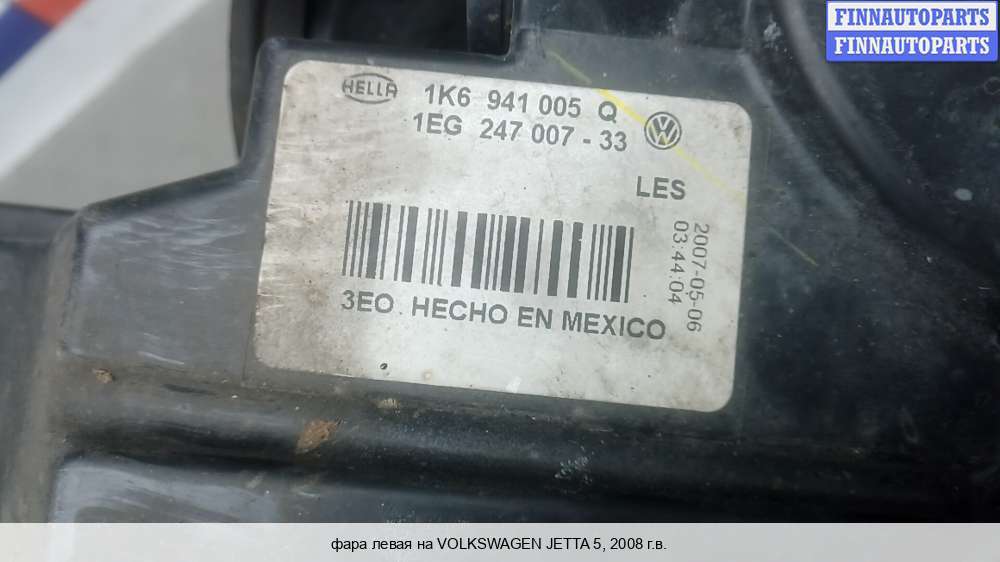 FINNAUTOPARTS
FINNAUTOPARTS
HELLA
1K6 941 005 Q
1EG 247 007 - 33
LES
2007-05-06
03:44:04
3EO. HECHO EN MEXICO
фара левая на VOLKSWAGEN JETTA 5, 2008 г.в.